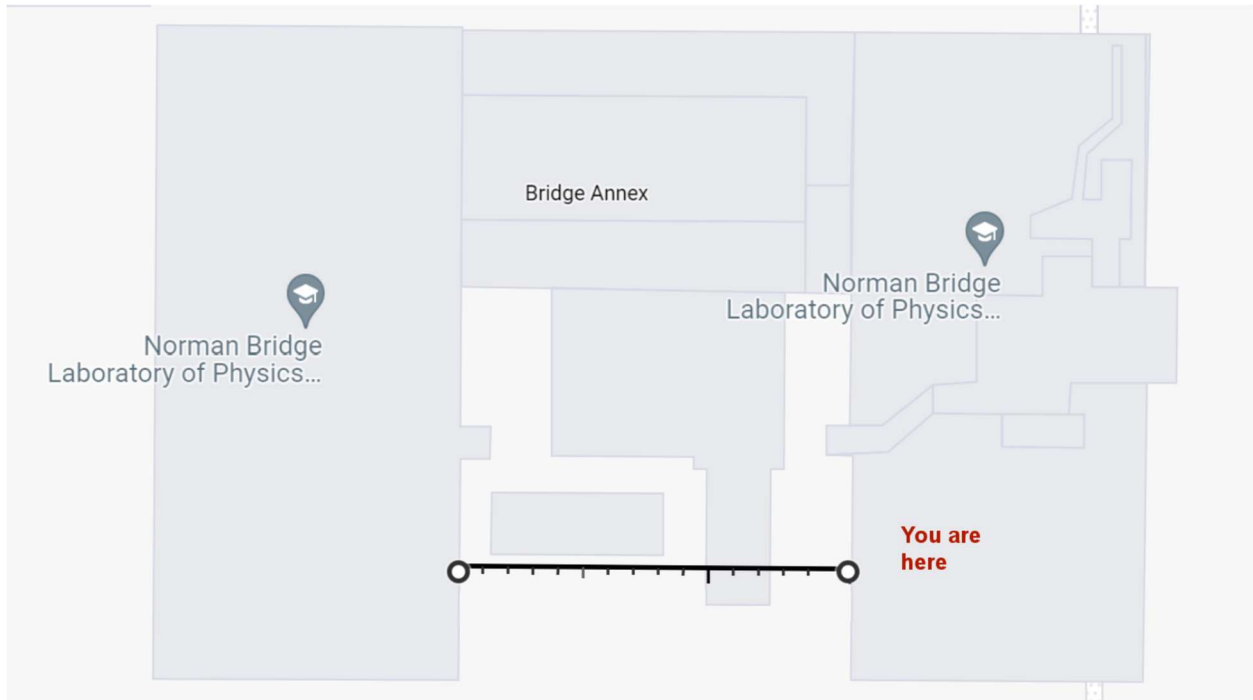 Bridge Annex
Norman Bridge
Laboratory of Physics...
Norman Bridge
Laboratory of Physics...
You are
here